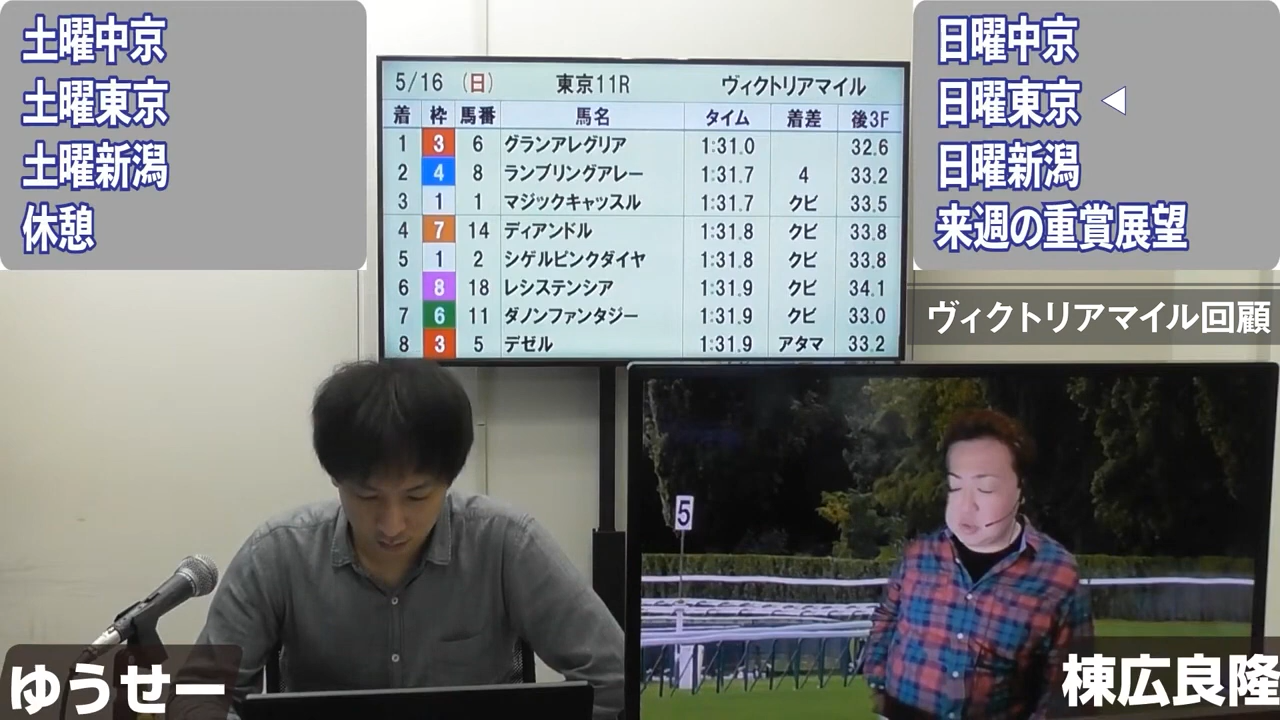 土曜中京
土曜東京
土曜新潟
休憩
5/16 (日) 東京11R ヴィクトリアマイル
着 枠 馬番 馬名 タイム 着差 後3F
1 3 6 グランアレグリア 1:31.0 32.6
2 4 8 ランブリングアレー 1:31.7 4 33.2
3 1 1 マジックキャッスル 1:31.7 クビ 33.5
4 7 14 ディアンドル 1:31.8 クビ 33.8
5 1 2 シゲルピンクダイヤ 1:31.8 クビ 33.8
6 8 18 レシステンシア 1:31.9 クビ 34.1
7 6 11 ダノンファンタジー 1:31.9 クビ 33.0
8 3 5 デゼル 1:31.9 アタマ 33.2
日曜中京
日曜東京
日曜新潟
来週の重賞展望
ヴィクトリアマイル回顧
5
ゆうせー
棟広良隆